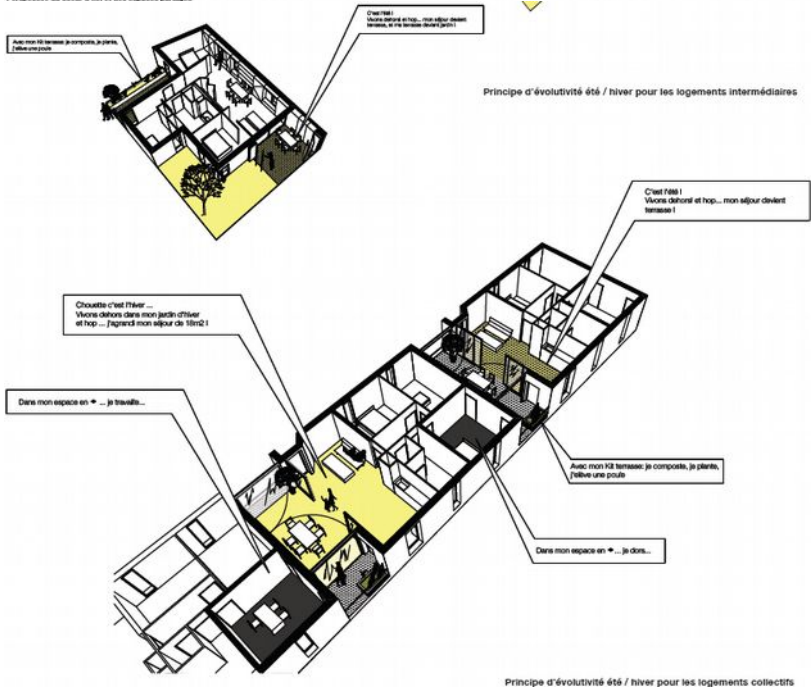 C'est l'été !
Vivons dehors! et hop... mon séjour devient
terrasse, et ma terrasse devient jardin !
Avec mon Kit terrasse: je composte, je plante,
j'élève une poule
Principe d'évolutivité été / hiver pour les logements intermédiaires
C'est l'été !
Vivons dehors! et hop... mon séjour devient
terrasse !
Chouette c'est l'hiver ...
Vivons dehors dans mon jardin d'hiver
et hop ... j'agrandi mon séjour de 18m2 !
Dans mon espace en + ... je travaille...
Avec mon Kit terrasse: je composte, je plante,
j'élève une poule
Dans mon espace en + ... je dors...
Principe d'évolutivité été / hiver pour les logements collectifs